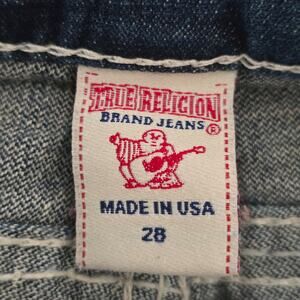 TRUE RELIGION
BRAND JEANS®
MADE IN USA
28